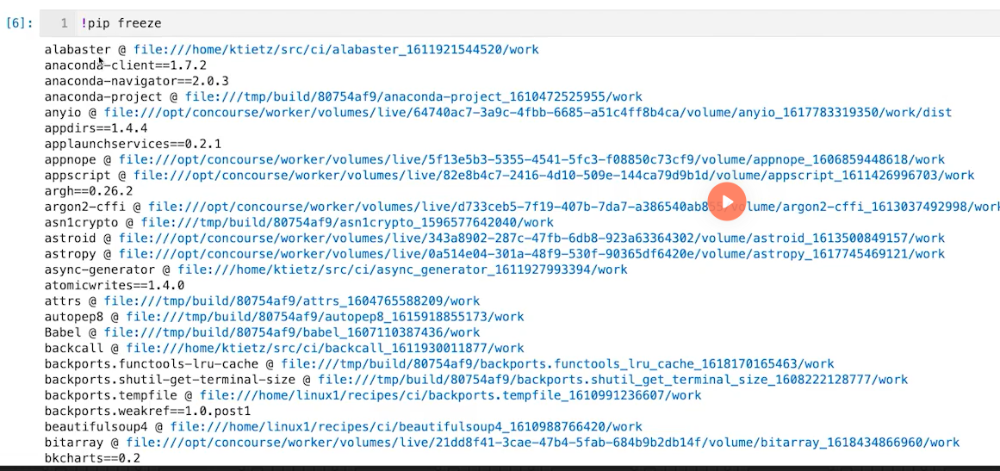 [6]: 1 !pip freeze
alabaster @ file:///home/ktietz/src/ci/alabaster_1611921544520/work
anaconda-client==1.7.2
anaconda-navigator==2.0.3
anaconda-project @ file:///tmp/build/80754af9/anaconda-project_1610472525955/work
anyio @ file:///opt/concourse/worker/volumes/live/64740ac7-3a9c-4fbb-6685-a51c4ff8b4ca/volume/anyio_1617783319350/work/dist
appdirs==1.4.4
applaunchservices==0.2.1
appnope @ file:///opt/concourse/worker/volumes/live/5f13e5b3-5355-4541-5fc3-f08850c73cf9/volume/appnope_1606859448618/work
appscript @ file:///opt/concourse/worker/volumes/live/82e8b4c7-2416-4d10-509e-144ca79d9b1d/volume/appscript_1611426996703/work
argh==0.26.2
argon2-cffi @ file:///opt/concourse/worker/volumes/live/d733ceb5-7f19-407b-7da7-a386540ab855/volume/argon2-cffi_1613037492998/work
asn1crypto @ file:///tmp/build/80754af9/asn1crypto_1596577642040/work
astroid @ file:///opt/concourse/worker/volumes/live/343a8902-287c-47fb-6db8-923a63364302/volume/astroid_1613500849157/work
astropy @ file:///opt/concourse/worker/volumes/live/0a514e04-301a-48f9-530f-90365df6420e/volume/astropy_1617745469121/work
async-generator @ file:///home/ktietz/src/ci/async_generator_1611927993394/work
atomicwrites==1.4.0
attrs @ file:///tmp/build/80754af9/attrs_1604765588209/work
autopep8 @ file:///tmp/build/80754af9/autopep8_1615918855173/work
Babel @ file:///tmp/build/80754af9/babel_1607110387436/work
backcall @ file:///home/ktietz/src/ci/backcall_1611930011877/work
backports.functools-lru-cache @ file:///tmp/build/80754af9/backports.functools_lru_cache_1618170165463/work
backports.shutil-get-terminal-size @ file:///tmp/build/80754af9/backports.shutil_get_terminal_size_1608222128777/work
backports.tempfile @ file:///home/linux1/recipes/ci/backports.tempfile_1610991236607/work
backports.weakref==1.0.post1
beautifulsoup4 @ file:///home/linux1/recipes/ci/beautifulsoup4_1610988766420/work
bitarray @ file:///opt/concourse/worker/volumes/live/21dd8f41-3cae-47b4-5fab-684b9b2db14f/volume/bitarray_1618434866960/work
bkcharts==0.2